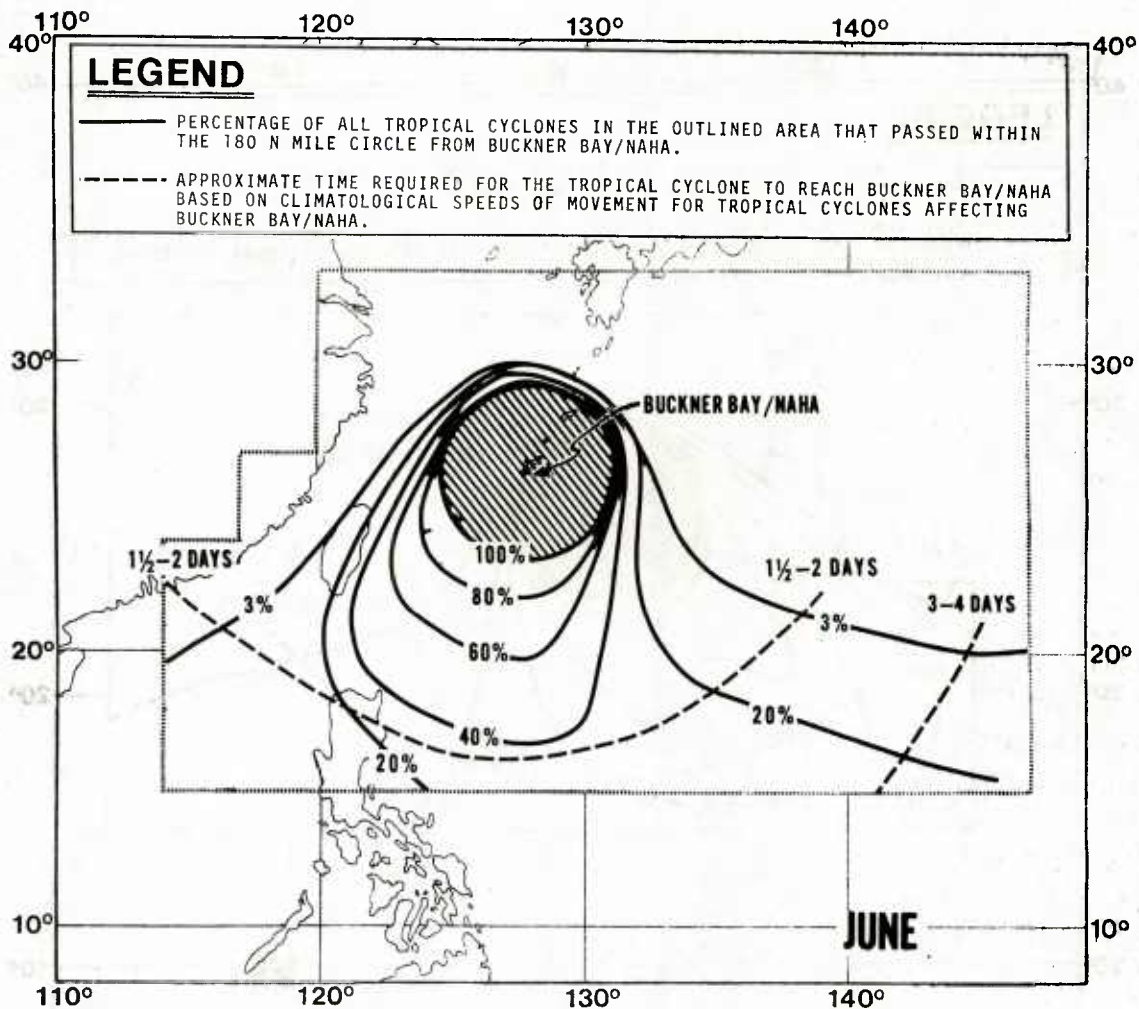 110° 120° 130° 140°
40° 40°
LEGEND
PERCENTAGE OF ALL TROPICAL CYCLONES IN THE OUTLINED AREA THAT PASSED WITHIN
THE 180 N MILE CIRCLE FROM BUCKNER BAY/NAHA.
APPROXIMATE TIME REQUIRED FOR THE TROPICAL CYCLONE TO REACH BUCKNER BAY/NAHA
BASED ON CLIMATOLOGICAL SPEEDS OF MOVEMENT FOR TROPICAL CYCLONES AFFECTING
BUCKNER BAY/NAHA.
30° 30°
BUCKNER BAY/NAHA
100%
1½-2 DAYS 1½-2 DAYS
80%
3% 3-4 DAYS
3%
60%
20° 20°
20%
40%
20%
10° JUNE 10°
110° 120° 130° 140°